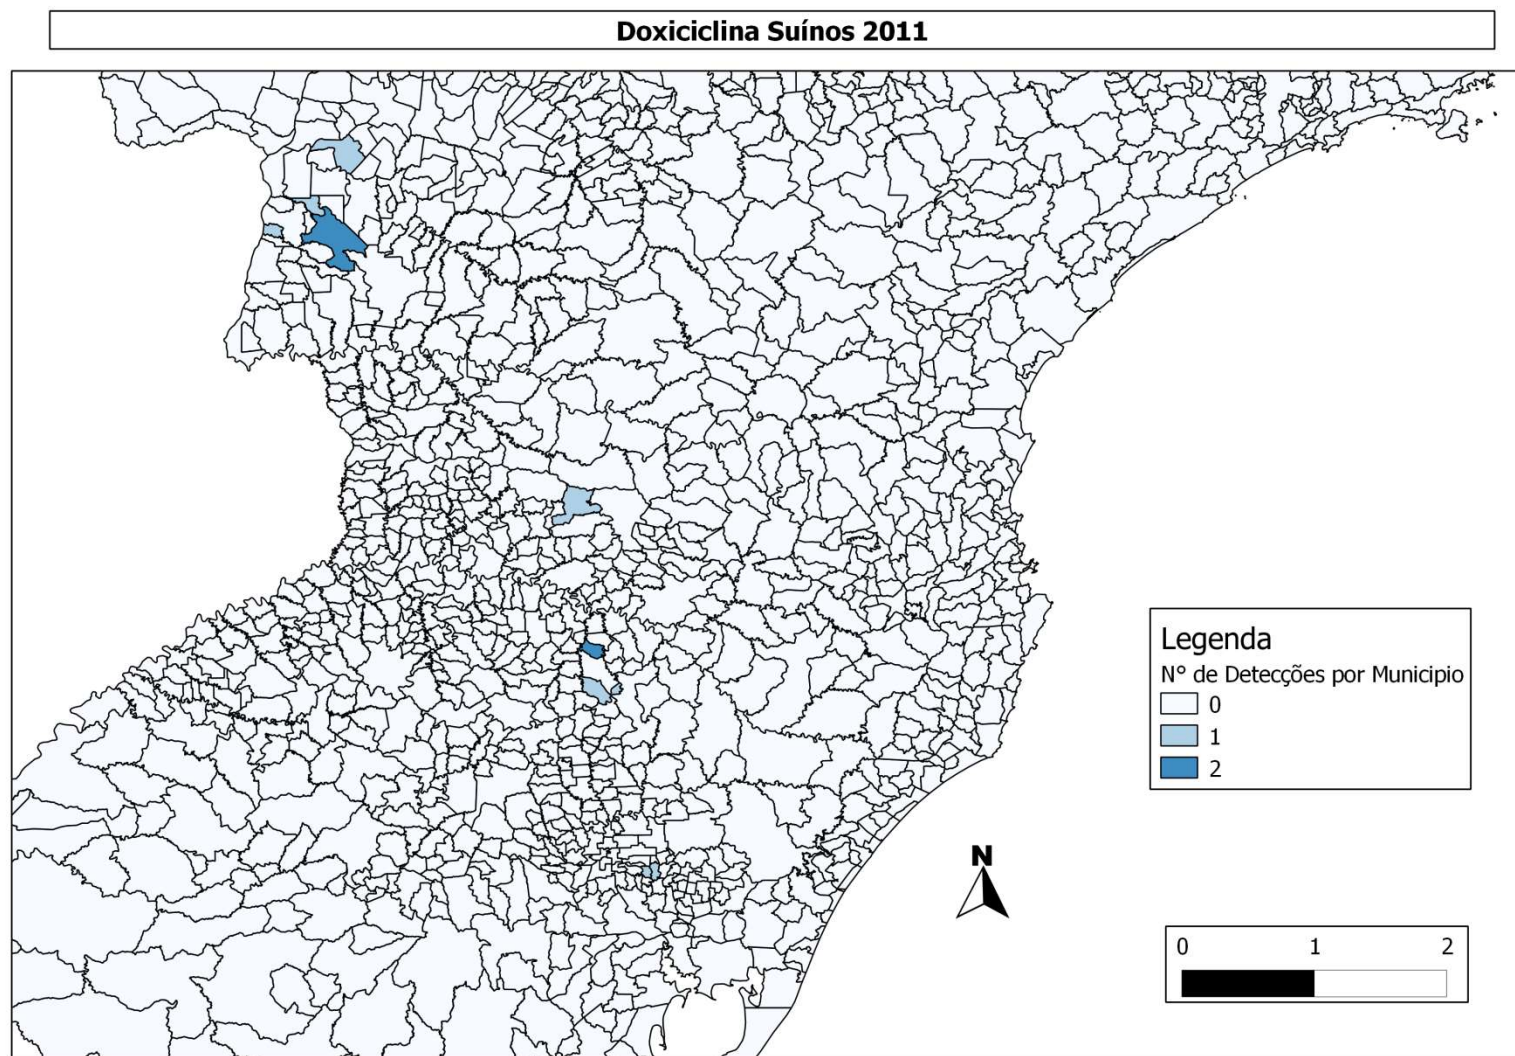 Doxiciclina Suínos 2011
Legenda
N° de Detecções por Municipio
0
1
2
N
0 1 2